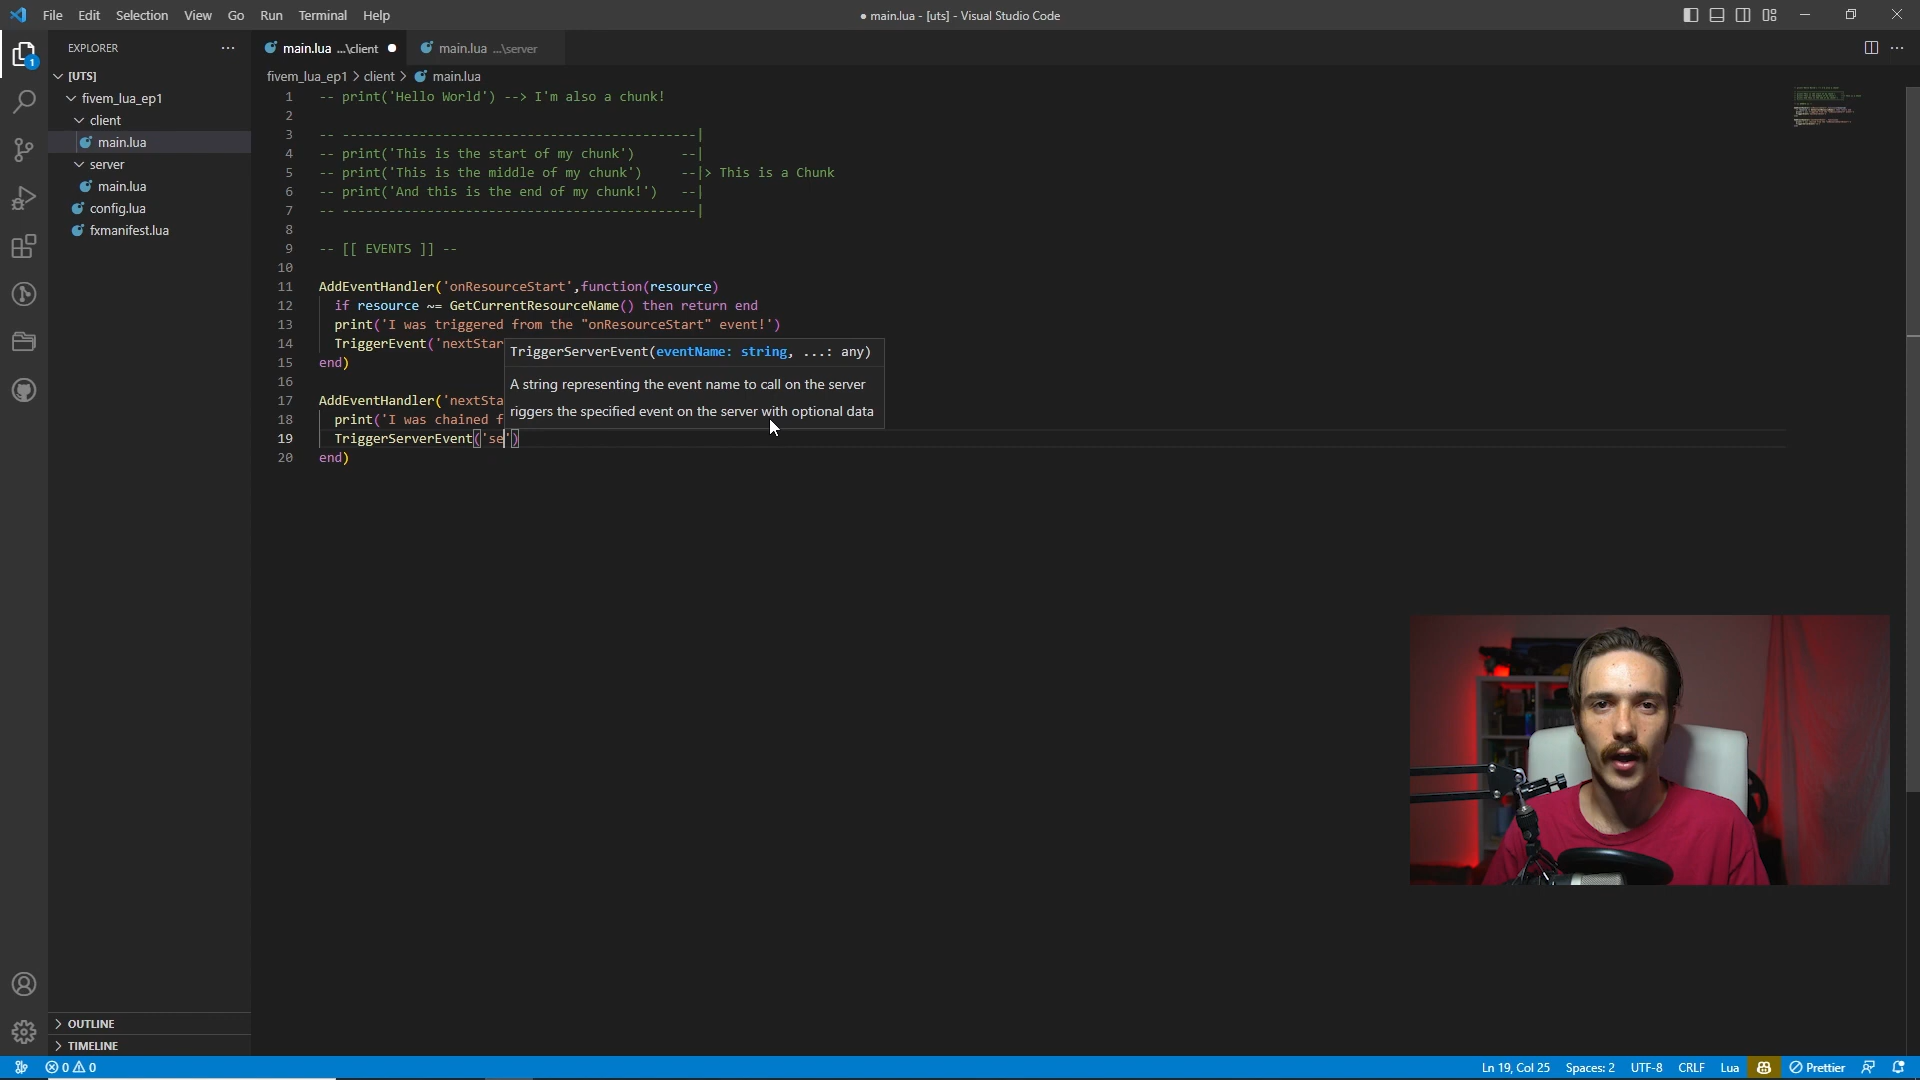 File Edit Selection View Go Run Terminal Help
● main.lua - [uts] - Visual Studio Code
EXPLORER
main.lua ...\client
main.lua ...\server
[UTS]
fivem_lua_ep1
client
main.lua
server
main.lua
config.lua
fxmanifest.lua
OUTLINE
TIMELINE
1
fivem_lua_ep1 > client > main.lua
1 -- print('Hello World') --> I'm also a chunk!
2
3 -- ----------------------------------------------|
4 -- print('This is the start of my chunk') --|
5 -- print('This is the middle of my chunk') --|> This is a Chunk
6 -- print('And this is the end of my chunk!') --|
7 -- ----------------------------------------------|
8
9 -- [[ EVENTS ]] --
10
11 AddEventHandler('onResourceStart',function(resource)
12 if resource ~= GetCurrentResourceName() then return end
13 print('I was triggered from the "onResourceStart" event!')
14 TriggerEvent('nextStar
15 end)
16
17 AddEventHandler('nextSta
18 print('I was chained f
19 TriggerServerEvent('se')
20 end)
TriggerServerEvent(eventName: string, ...: any)
A string representing the event name to call on the server
riggers the specified event on the server with optional data
0 0
Ln 19, Col 25 Spaces: 2 UTF-8 CRLF Lua Prettier